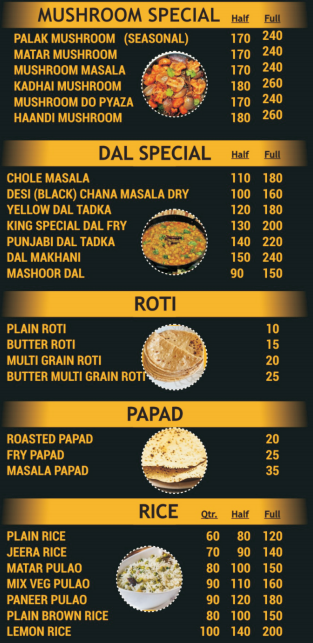 MUSHROOM SPECIAL Half Full
PALAK MUSHROOM (SEASONAL) 170 240
MATAR MUSHROOM 170 240
MUSHROOM MASALA 170 240
KADHAI MUSHROOM 180 260
MUSHROOM DO PYAZA 170 240
HAANDI MUSHROOM 180 260
DAL SPECIAL Half Full
CHOLE MASALA 110 180
DESI (BLACK) CHANA MASALA DRY 100 160
YELLOW DAL TADKA 120 180
KING SPECIAL DAL FRY 130 200
PUNJABI DAL TADKA 140 220
DAL MAKHANI 150 240
MASHOOR DAL 90 150
ROTI
PLAIN ROTI 10
BUTTER ROTI 15
MULTI GRAIN ROTI 20
BUTTER MULTI GRAIN ROTI 25
PAPAD
ROASTED PAPAD 20
FRY PAPAD 25
MASALA PAPAD 35
RICE Qtr. Half Full
PLAIN RICE 60 80 120
JEERA RICE 70 90 140
MATAR PULAO 80 100 150
MIX VEG PULAO 90 110 160
PANEER PULAO 90 120 180
PLAIN BROWN RICE 80 100 150
LEMON RICE 100 140 200